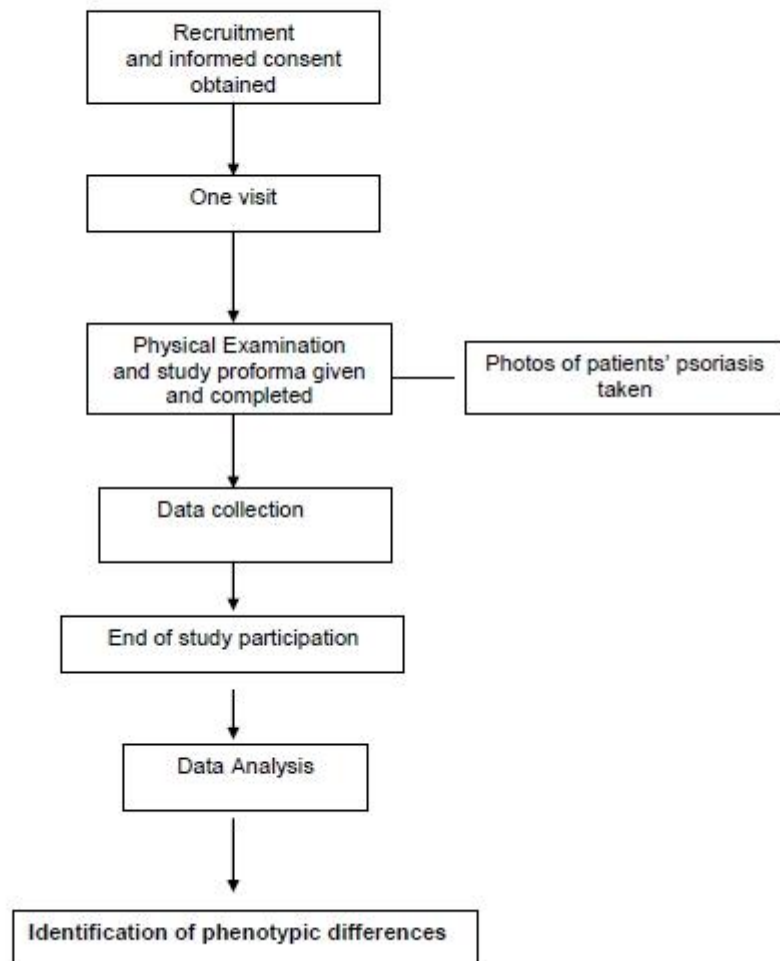 Recruitment
and informed consent
obtained
One visit
Physical Examination
and study proforma given
and completed
Photos of patients' psoriasis
taken
Data collection
End of study participation
Data Analysis
Identification of phenotypic differences